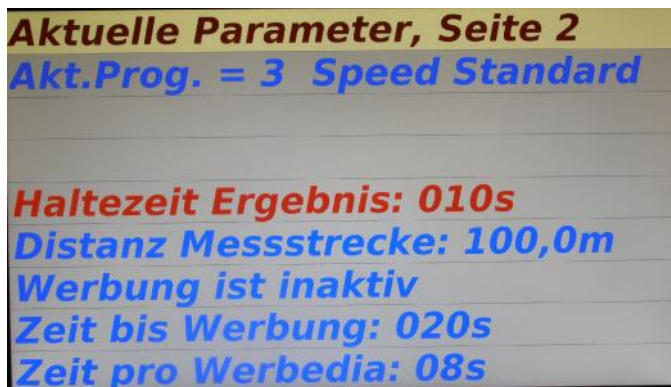 Aktuelle Parameter, Seite 2
Akt.Prog. = 3 Speed Standard
Haltezeit Ergebnis: 010s
Distanz Messstrecke: 100,0m
Werbung ist inaktiv
Zeit bis Werbung: 020s
Zeit pro Werbedia: 08s